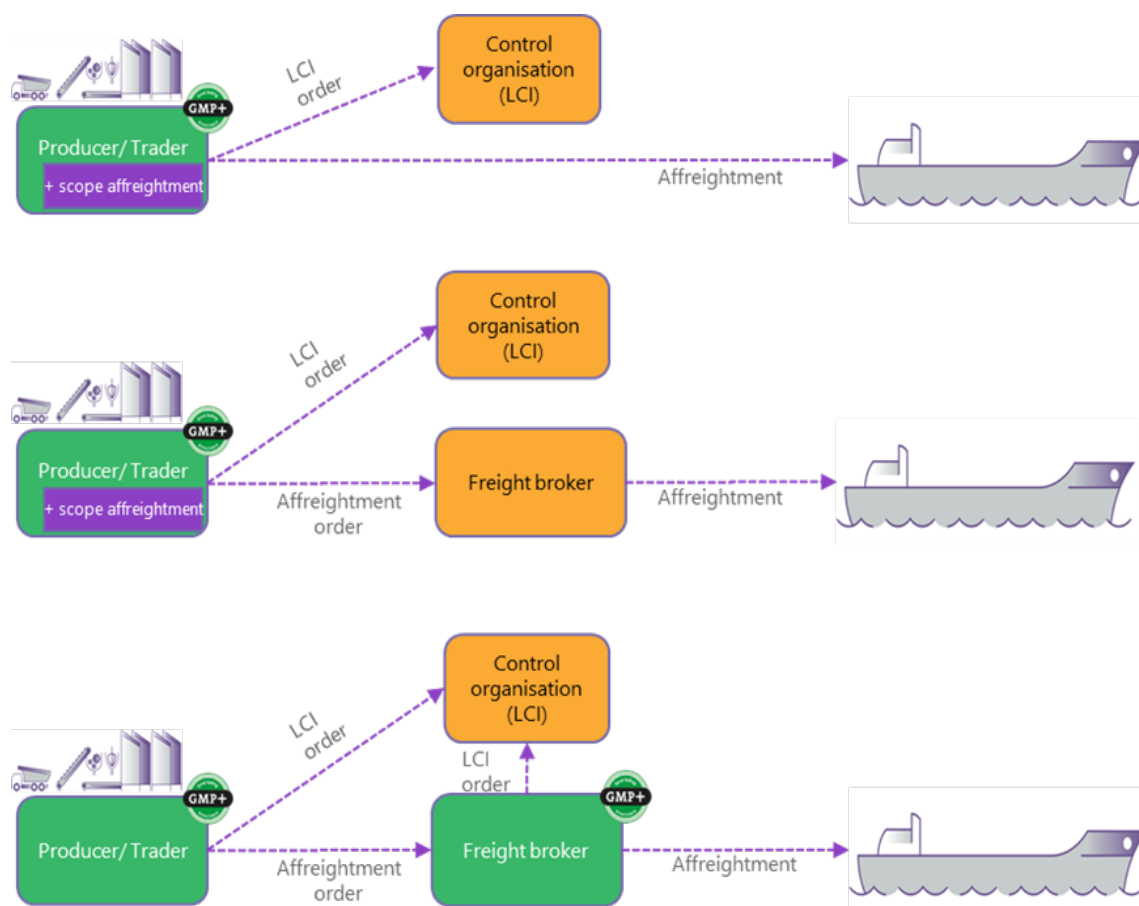 Control
organisation
(LCI)
LCI
order
GMP+
Producer/ Trader
+ scope affreightment
Affreightment
Control
organisation
(LCI)
LCI
order
GMP+
Producer/ Trader
+ scope affreightment
Affreightment
order
Freight broker
Affreightment
Control
organisation
(LCI)
LCI
order
LCI
order
GMP+
Producer/ Trader
Affreightment
order
GMP+
Freight broker
Affreightment